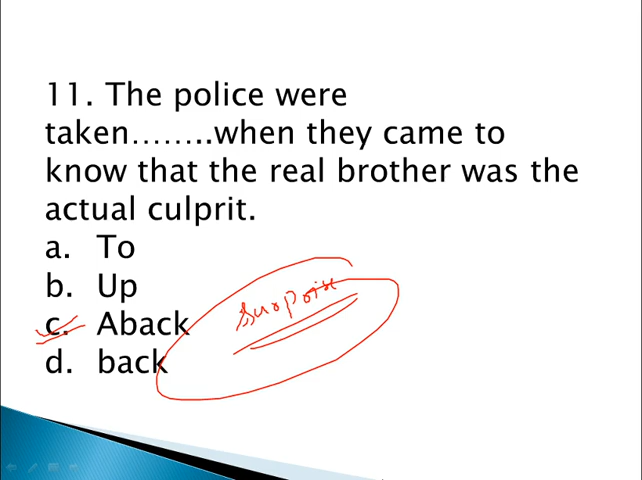 11. The police were
taken……..when they came to
know that the real brother was the
actual culprit.
a. To
b. Up
c. Aback
d. back
Surprise